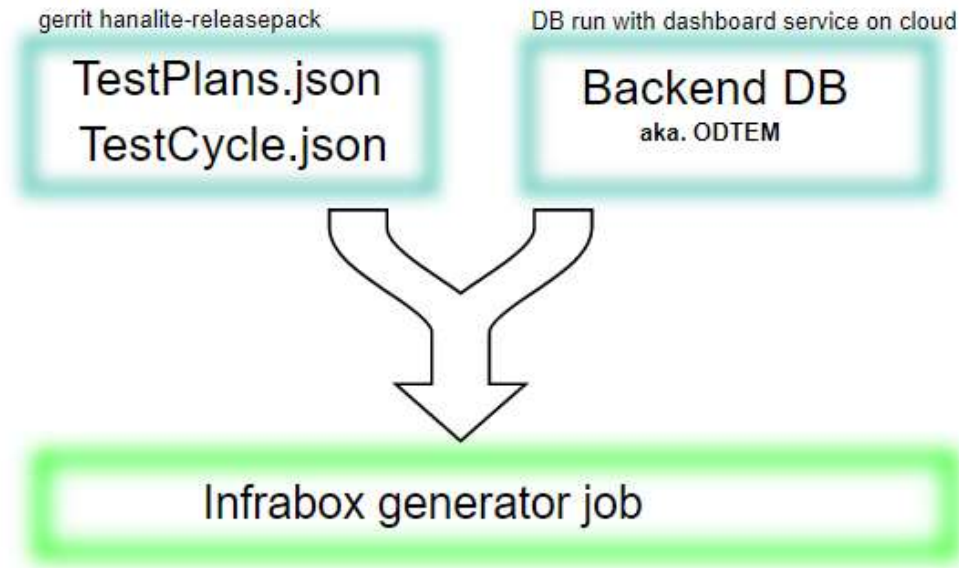 gerrit hanalite-releasepack
TestPlans.json
TestCycle.json
DB run with dashboard service on cloud
Backend DB
aka. ODTEM
Infrabox generator job